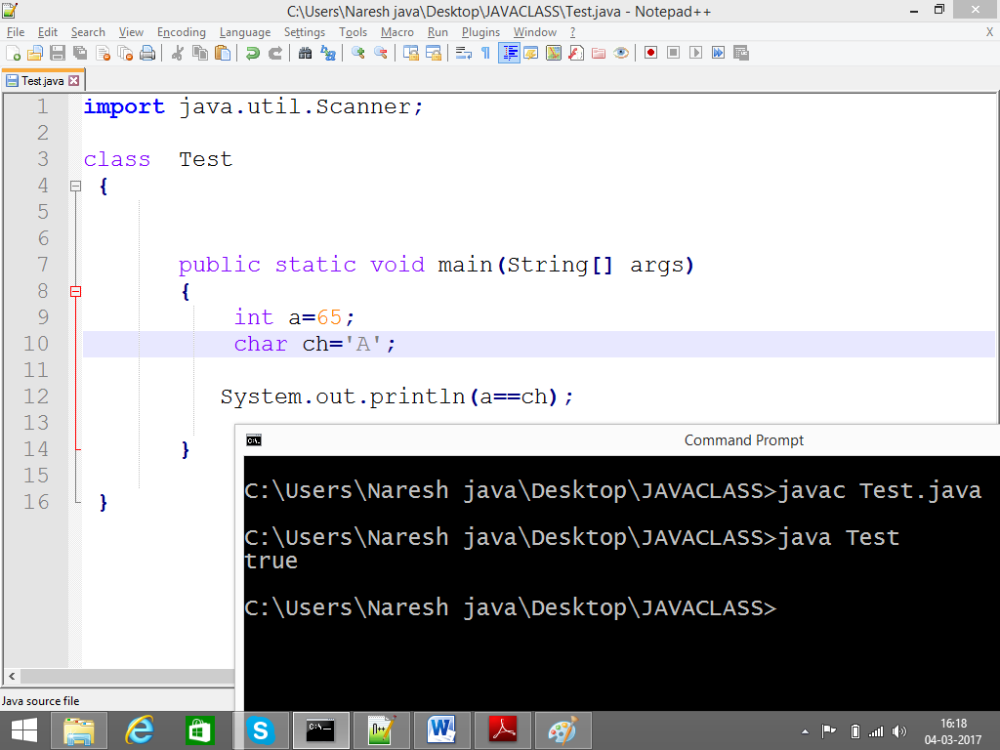 C:\Users\Naresh java\Desktop\JAVACLASS\Test.java - Notepad++
File Edit Search View Encoding Language Settings Tools Macro Run Plugins Window ? X
Test.java
1 import java.util.Scanner;
2
3 class  Test
4 {
5
6
7 public static void main(String[] args)
8 {
9 int a=65;
10 char ch='A';
11
12 System.out.println(a==ch);
13
14 }
15
16 }
Command Prompt
C:\Users\Naresh java\Desktop\JAVACLASS>javac Test.java
C:\Users\Naresh java\Desktop\JAVACLASS>java Test
true
C:\Users\Naresh java\Desktop\JAVACLASS>
Java source file
16:18
04-03-2017